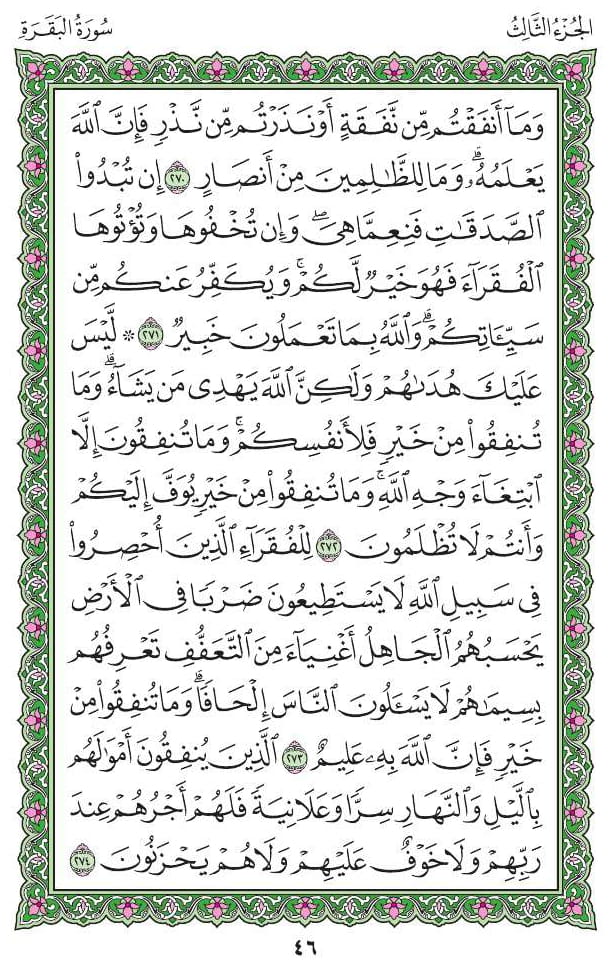 الجُزْءُ الثَّالِثُ
سُورَةُ البَقَرَةِ
وَمَآ أَنفَقْتُم مِّن نَّفَقَةٍ أَوْ نَذَرْتُم مِّن نَّذْرٍ فَإِنَّ ٱللَّهَ
يَعْلَمُهُۥۗ وَمَا لِلظَّٰلِمِينَ مِنْ أَنصَارٍ ٢٧٠ إِن تُبْدُوا۟
ٱلصَّدَقَٰتِ فَنِعِمَّا هِىَۖ وَإِن تُخْفُوهَا وَتُؤْتُوهَا
ٱلْفُقَرَآءَ فَهُوَ خَيْرٌ لَّكُمْۚ وَيُكَفِّرُ عَنكُم مِّن
سَيِّـَٔاتِكُمْۗ وَٱللَّهُ بِمَا تَعْمَلُونَ خَبِيرٌ ٢٧١ ۞ لَّيْسَ
عَلَيْكَ هُدَىٰهُمْ وَلَٰكِنَّ ٱللَّهَ يَهْدِى مَن يَشَآءُۗ وَمَا
تُنفِقُوا۟ مِنْ خَيْرٍ فَلِأَنفُسِكُمْۚ وَمَا تُنفِقُونَ إِلَّا
ٱبْتِغَآءَ وَجْهِ ٱللَّهِۚ وَمَا تُنفِقُوا۟ مِنْ خَيْرٍ يُوَفَّ إِلَيْكُمْ
وَأَنتُمْ لَا تُظْلَمُونَ ٢٧٢ لِلْفُقَرَآءِ ٱلَّذِينَ أُحْصِرُوا۟
فِى سَبِيلِ ٱللَّهِ لَا يَسْتَطِيعُونَ ضَرْبًا فِى ٱلْأَرْضِ
يَحْسَبُهُمُ ٱلْجَاهِلُ أَغْنِيَآءَ مِنَ ٱلتَّعَفُّفِ تَعْرِفُهُم
بِسِيمَٰهُمْ لَا يَسْـَٔلُونَ ٱلنَّاسَ إِلْحَافًاۗ وَمَا تُنفِقُوا۟ مِنْ
خَيْرٍ فَإِنَّ ٱللَّهَ بِهِۦ عَلِيمٌ ٢٧٣ ٱلَّذِينَ يُنفِقُونَ أَمْوَٰلَهُم
بِٱلَّيْلِ وَٱلنَّهَارِ سِرًّا وَعَلَانِيَةً فَلَهُمْ أَجْرُهُمْ عِندَ
رَبِّهِمْ وَلَا خَوْفٌ عَلَيْهِمْ وَلَا هُمْ يَحْزَنُونَ ٢٧٤
٤٦